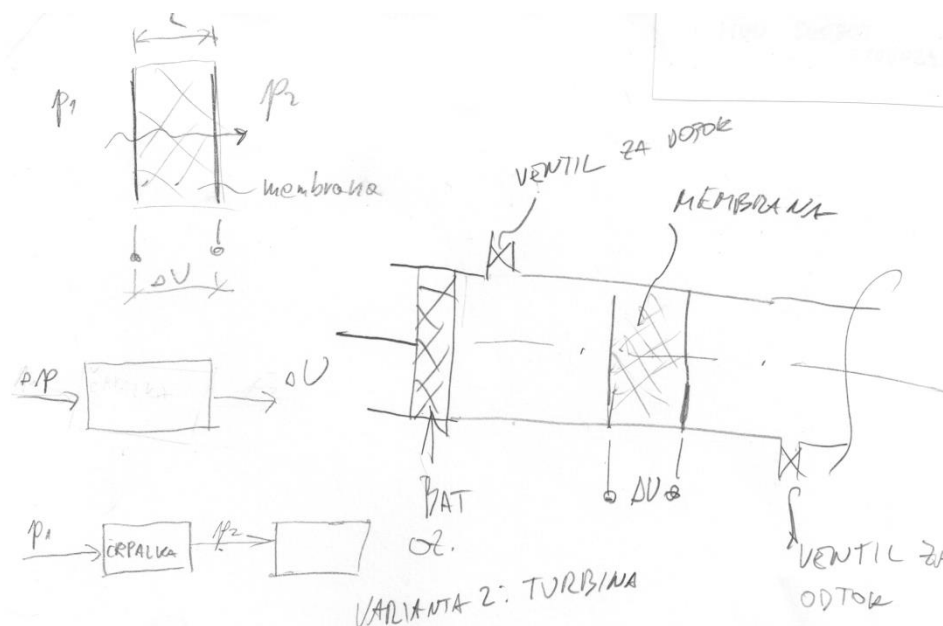 L
p₁
p₂
membrana
ΔU
VENTIL ZA DOTOK
MEMBRANA
Δp
ΔU
ΔU
BAT
OZ.
p₁
ČRPALKA
p₂
VENTIL ZA
ODTOK
VARIANTA 2: TURBINA